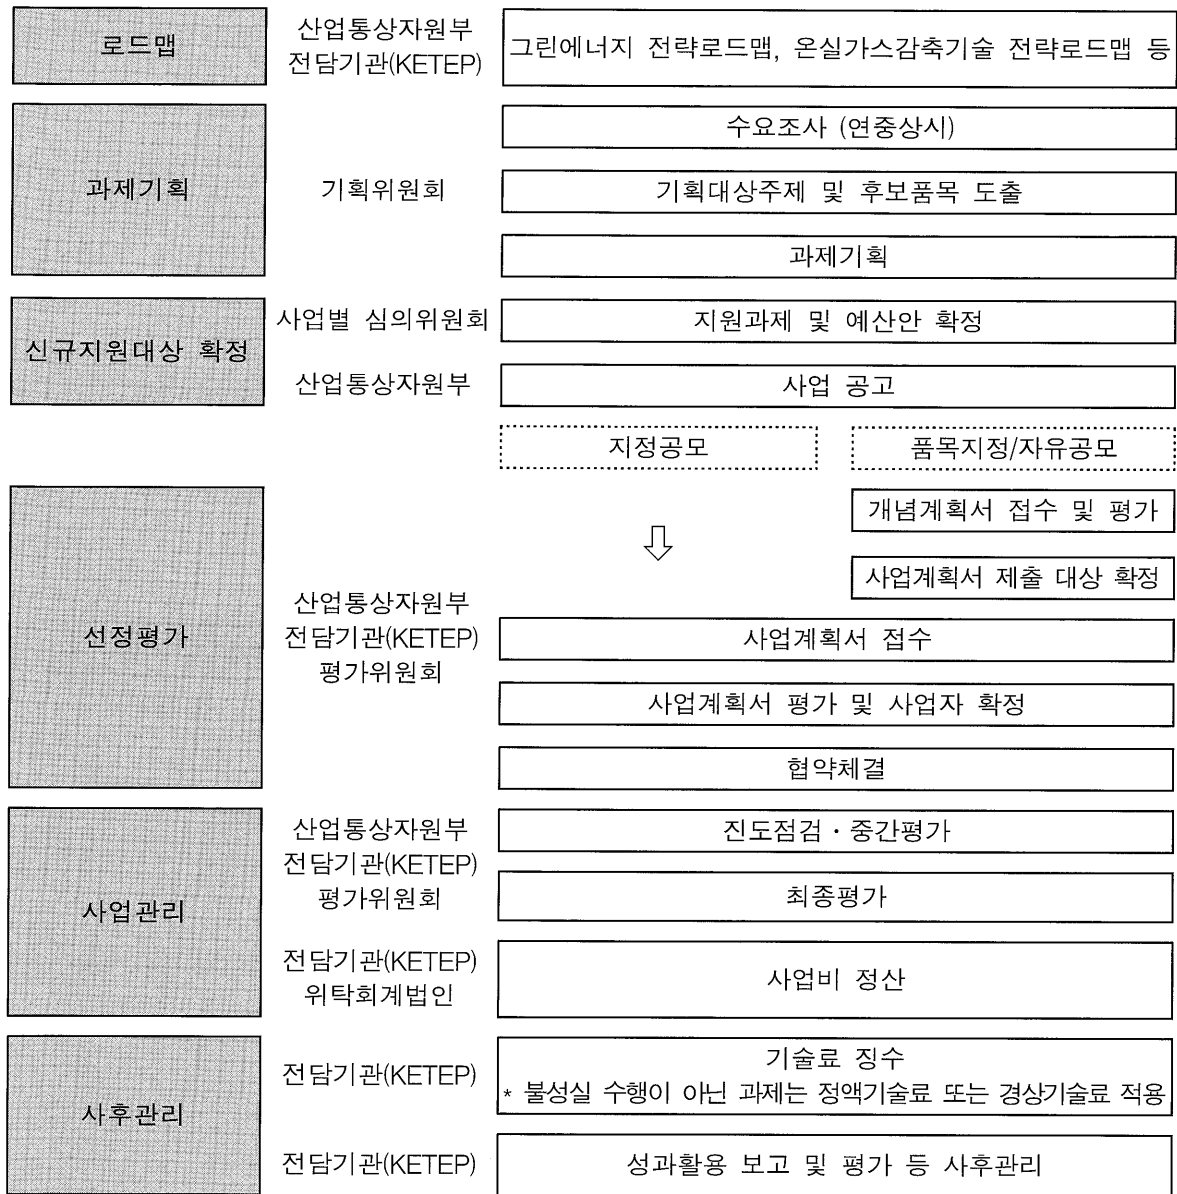 로드맵
산업통상자원부
전담기관(KETEP)
그린에너지 전략로드맵, 온실가스감축기술 전략로드맵 등
과제기획
기획위원회
수요조사 (연중상시)
기획대상주제 및 후보품목 도출
과제기획
신규지원대상 확정
사업별 심의위원회
지원과제 및 예산안 확정
산업통상자원부
사업 공고
지정공모
품목지정/자유공모
선정평가
산업통상자원부
전담기관(KETEP)
평가위원회
개념계획서 접수 및 평가
사업계획서 제출 대상 확정
사업계획서 접수
사업계획서 평가 및 사업자 확정
협약체결
사업관리
산업통상자원부
전담기관(KETEP)
평가위원회
진도점검・중간평가
최종평가
전담기관(KETEP)
위탁회계법인
사업비 정산
사후관리
전담기관(KETEP)
기술료 징수
* 불성실 수행이 아닌 과제는 정액기술료 또는 경상기술료 적용
전담기관(KETEP)
성과활용 보고 및 평가 등 사후관리